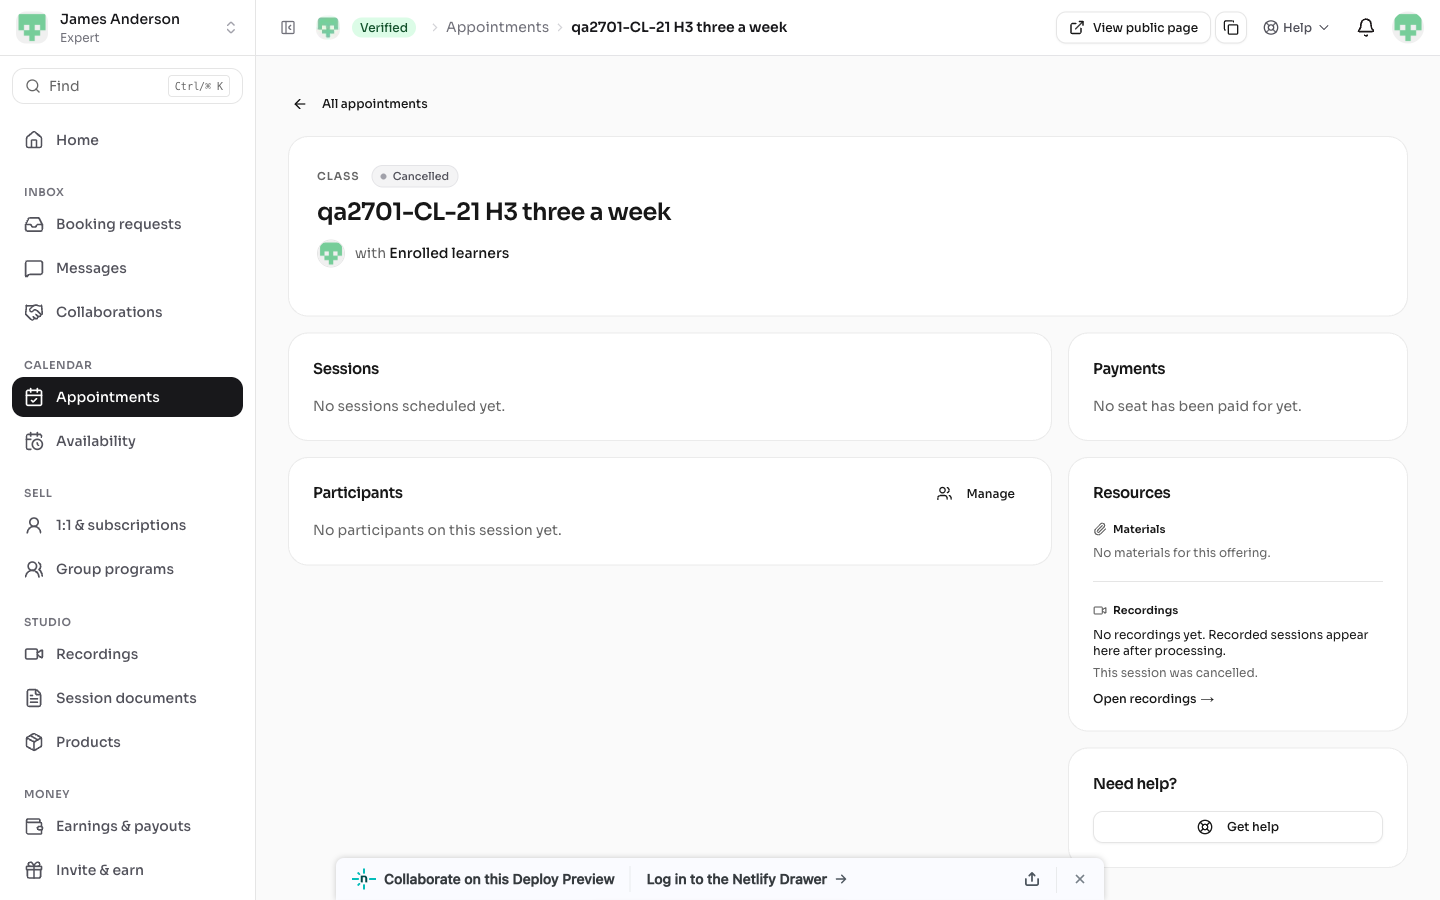 James Anderson
Expert
Find
Ctrl/⌘ K
Home
INBOX
Booking requests
Messages
Collaborations
CALENDAR
Appointments
Availability
SELL
1:1 & subscriptions
Group programs
STUDIO
Recordings
Session documents
Products
MONEY
Earnings & payouts
Invite & earn
Verified
Appointments
qa2701-CL-21 H3 three a week
View public page
Help
All appointments
CLASS
Cancelled
qa2701-CL-21 H3 three a week
with Enrolled learners
Sessions
No sessions scheduled yet.
Payments
No seat has been paid for yet.
Participants
Manage
No participants on this session yet.
Resources
Materials
No materials for this offering.
Recordings
No recordings yet. Recorded sessions appear
here after processing.
This session was cancelled.
Open recordings →
Need help?
Get help
Collaborate on this Deploy Preview
Log in to the Netlify Drawer →